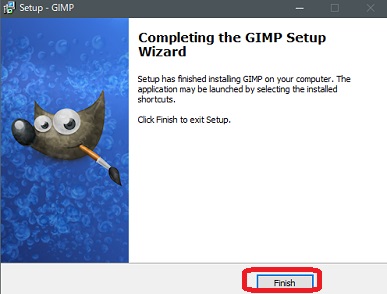 Setup - GIMP
Completing the GIMP Setup
Wizard
Setup has finished installing GIMP on your computer. The
application may be launched by selecting the installed
shortcuts.
Click Finish to exit Setup.
Finish